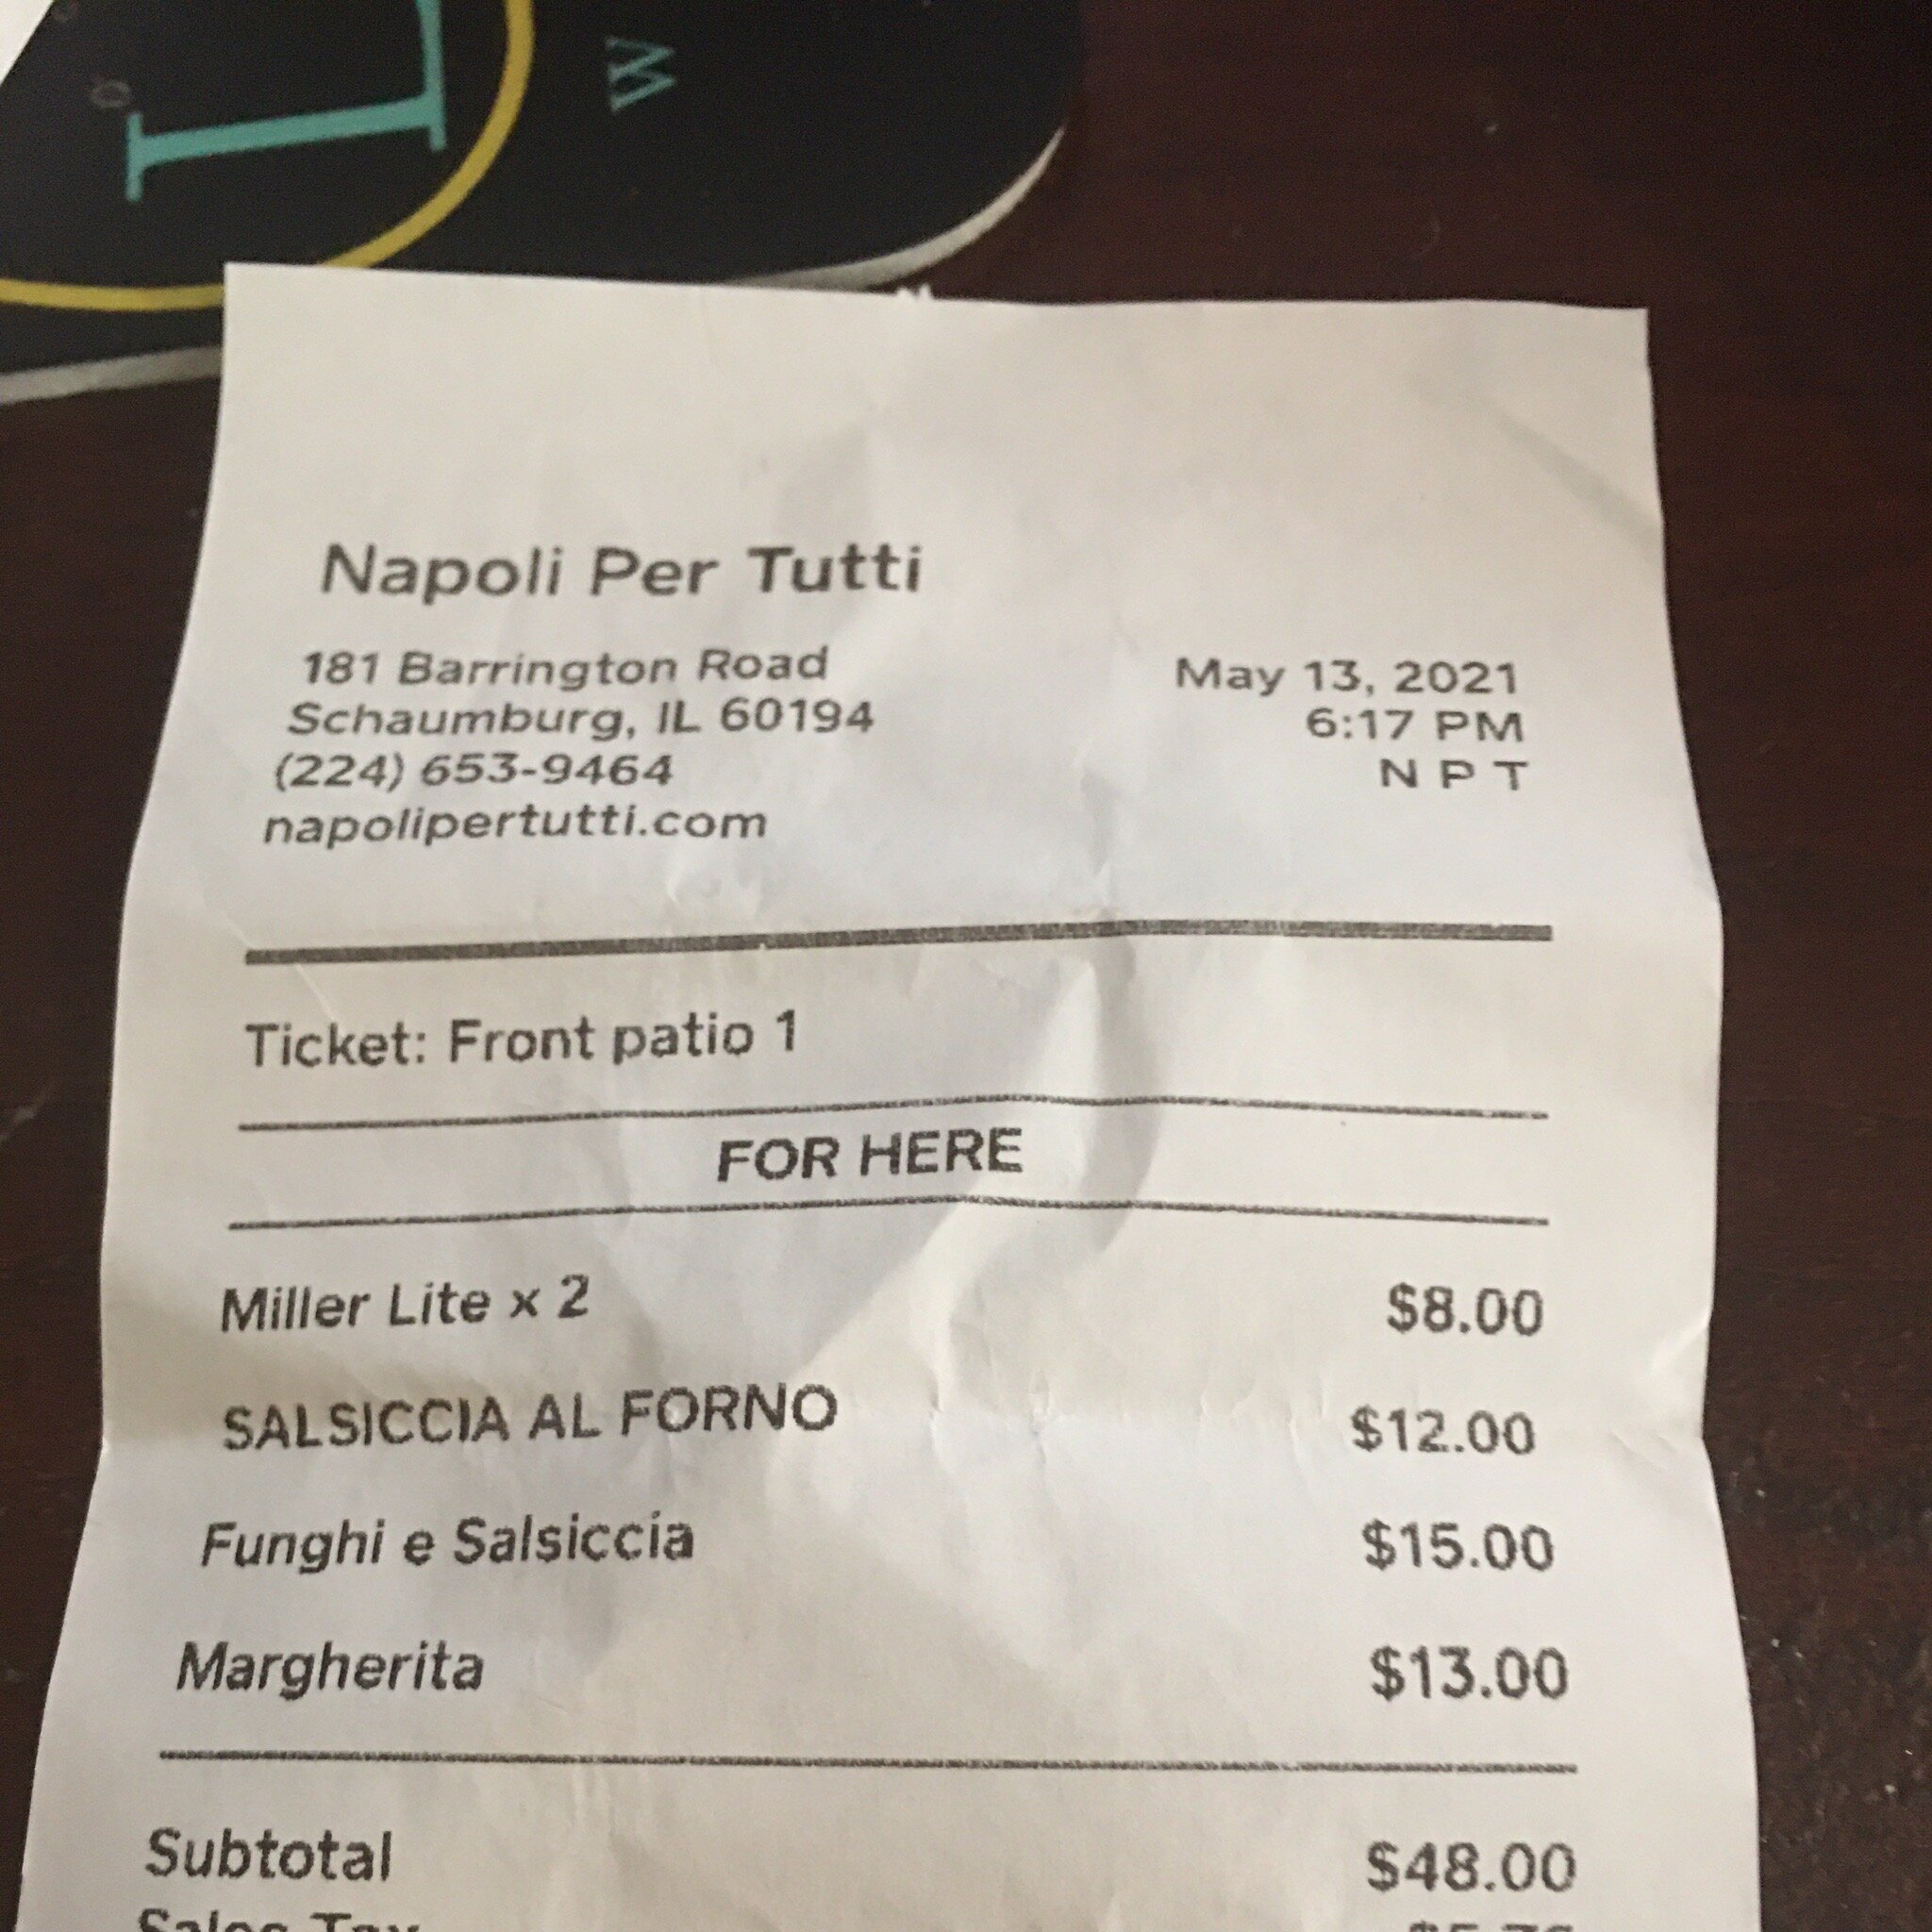 L
W
Napoli Per Tutti
181 Barrington Road
Schaumburg, IL 60194
(224) 653-9464
napolipertutti.com
May 13, 2021
6:17 PM
N P T
Ticket: Front patio 1
FOR HERE
Miller Lite x 2 $8.00
SALSICCIA AL FORNO $12.00
Funghi e Salsiccia $15.00
Margherita $13.00
Subtotal $48.00
Sales Tax